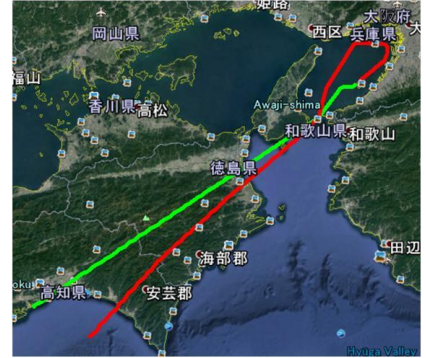 姫路
大阪府
岡山県
西区
兵庫県
福山
香川県
高松
Awaji-shima
和歌山県
和歌山
徳島県
海部郡
田辺
高知県
安芸郡
Hyuga Valley